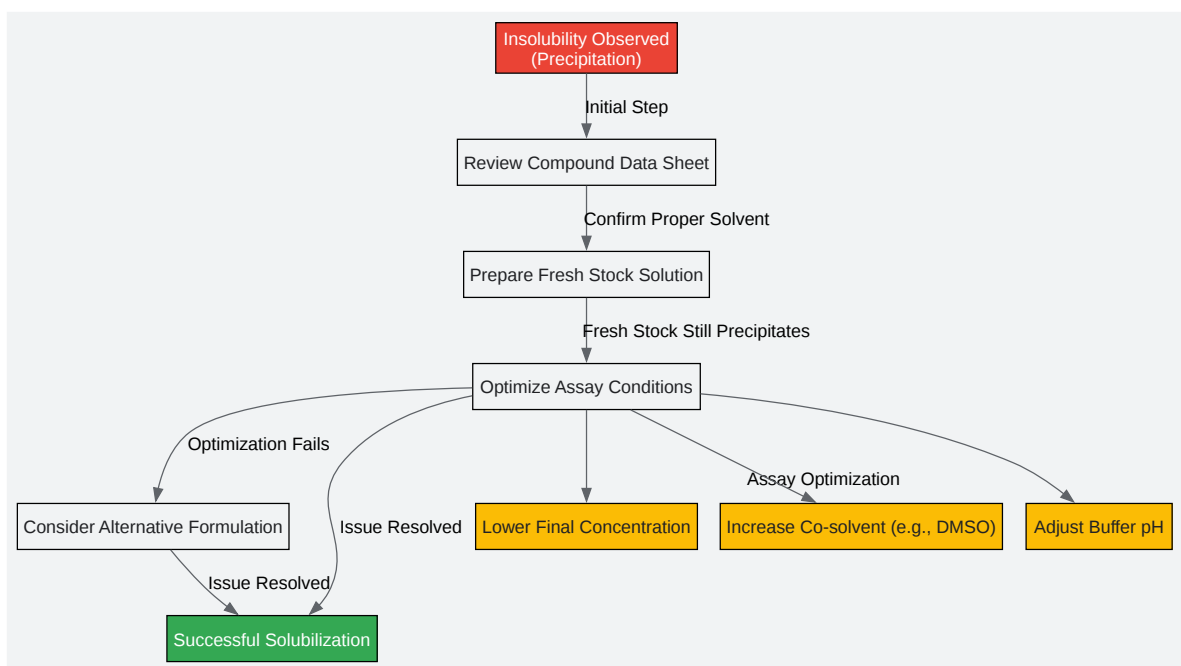 Insolubility Observed
(Precipitation)
Initial Step
Review Compound Data Sheet
Confirm Proper Solvent
Prepare Fresh Stock Solution
Fresh Stock Still Precipitates
Optimize Assay Conditions
Optimization Fails
Assay Optimization
Consider Alternative Formulation
Issue Resolved
Lower Final Concentration
Increase Co-solvent (e.g., DMSO)
Adjust Buffer pH
Issue Resolved
Successful Solubilization